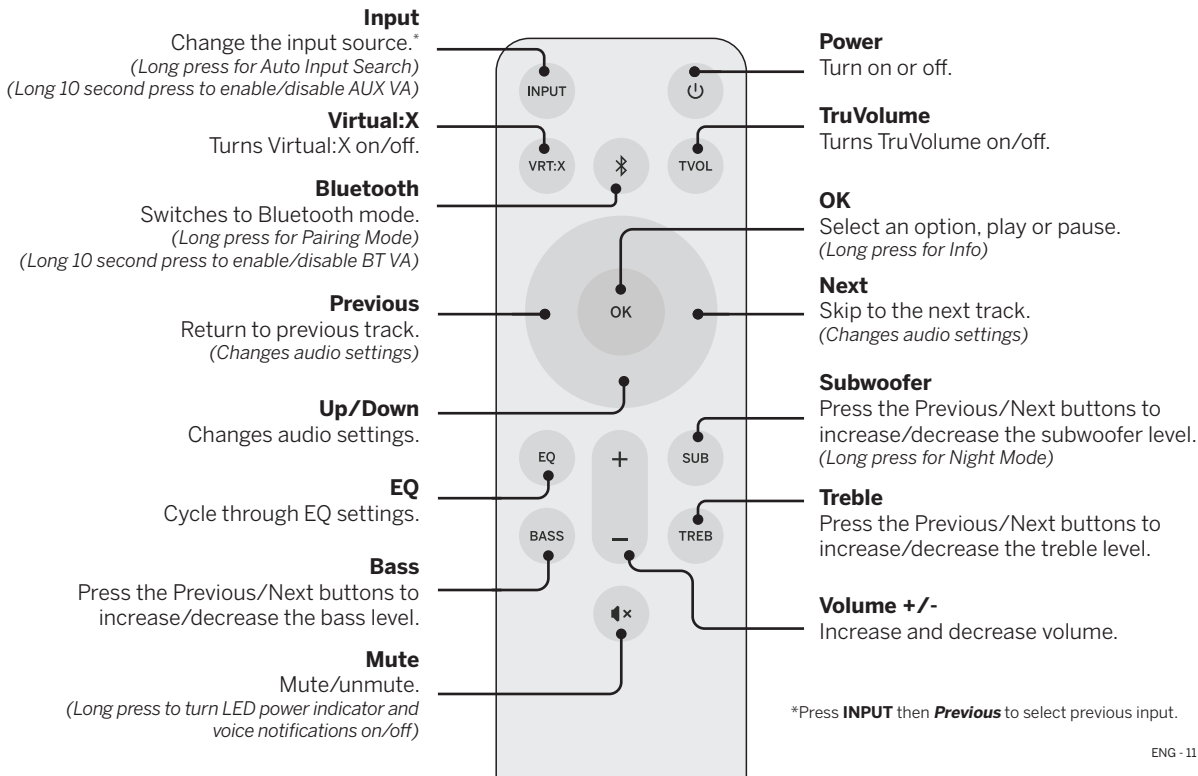 Input
Change the input source.*
(Long press for Auto Input Search)
(Long 10 second press to enable/disable AUX VA)
Virtual:X
Turns Virtual:X on/off.
Bluetooth
Switches to Bluetooth mode.
(Long press for Pairing Mode)
(Long 10 second press to enable/disable BT VA)
Previous
Return to previous track.
(Changes audio settings)
Up/Down
Changes audio settings.
EQ
Cycle through EQ settings.
Bass
Press the Previous/Next buttons to
increase/decrease the bass level.
Mute
Mute/unmute.
(Long press to turn LED power indicator and
voice notifications on/off)
INPUT
VRT:X
TVOL
OK
EQ
+
SUB
BASS
–
TREB
Power
Turn on or off.
TruVolume
Turns TruVolume on/off.
OK
Select an option, play or pause.
(Long press for Info)
Next
Skip to the next track.
(Changes audio settings)
Subwoofer
Press the Previous/Next buttons to
increase/decrease the subwoofer level.
(Long press for Night Mode)
Treble
Press the Previous/Next buttons to
increase/decrease the treble level.
Volume +/-
Increase and decrease volume.
*Press INPUT then Previous to select previous input.
ENG - 11